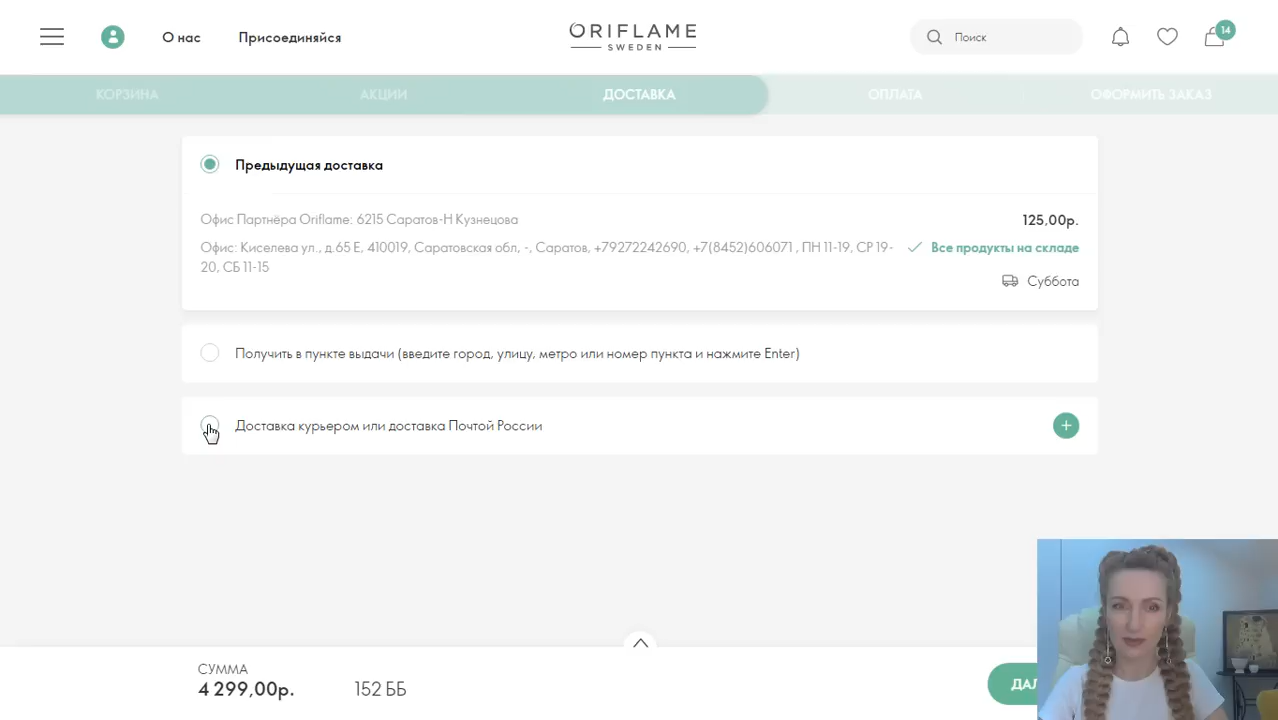 О нас
Присоединяйся
ORIFLAME
SWEDEN
Поиск
14
КОРЗИНА
АКЦИИ
ДОСТАВКА
ОПЛАТА
ОФОРМИТЬ ЗАКАЗ
Предыдущая доставка
Офис Партнёра Oriflame: 6215 Саратов-Н Кузнецова
125,00р.
Офис: Киселева ул., д.65 Е, 410019, Саратовская обл, -, Саратов, +79272242690, +7(8452)606071 , ПН 11-19, СР 19-
20, СБ 11-15
Все продукты на складе
Суббота
Получить в пункте выдачи (введите город, улицу, метро или номер пункта и нажмите Enter)
Доставка курьером или доставка Почтой России
СУММА
4 299,00р.
152 ББ